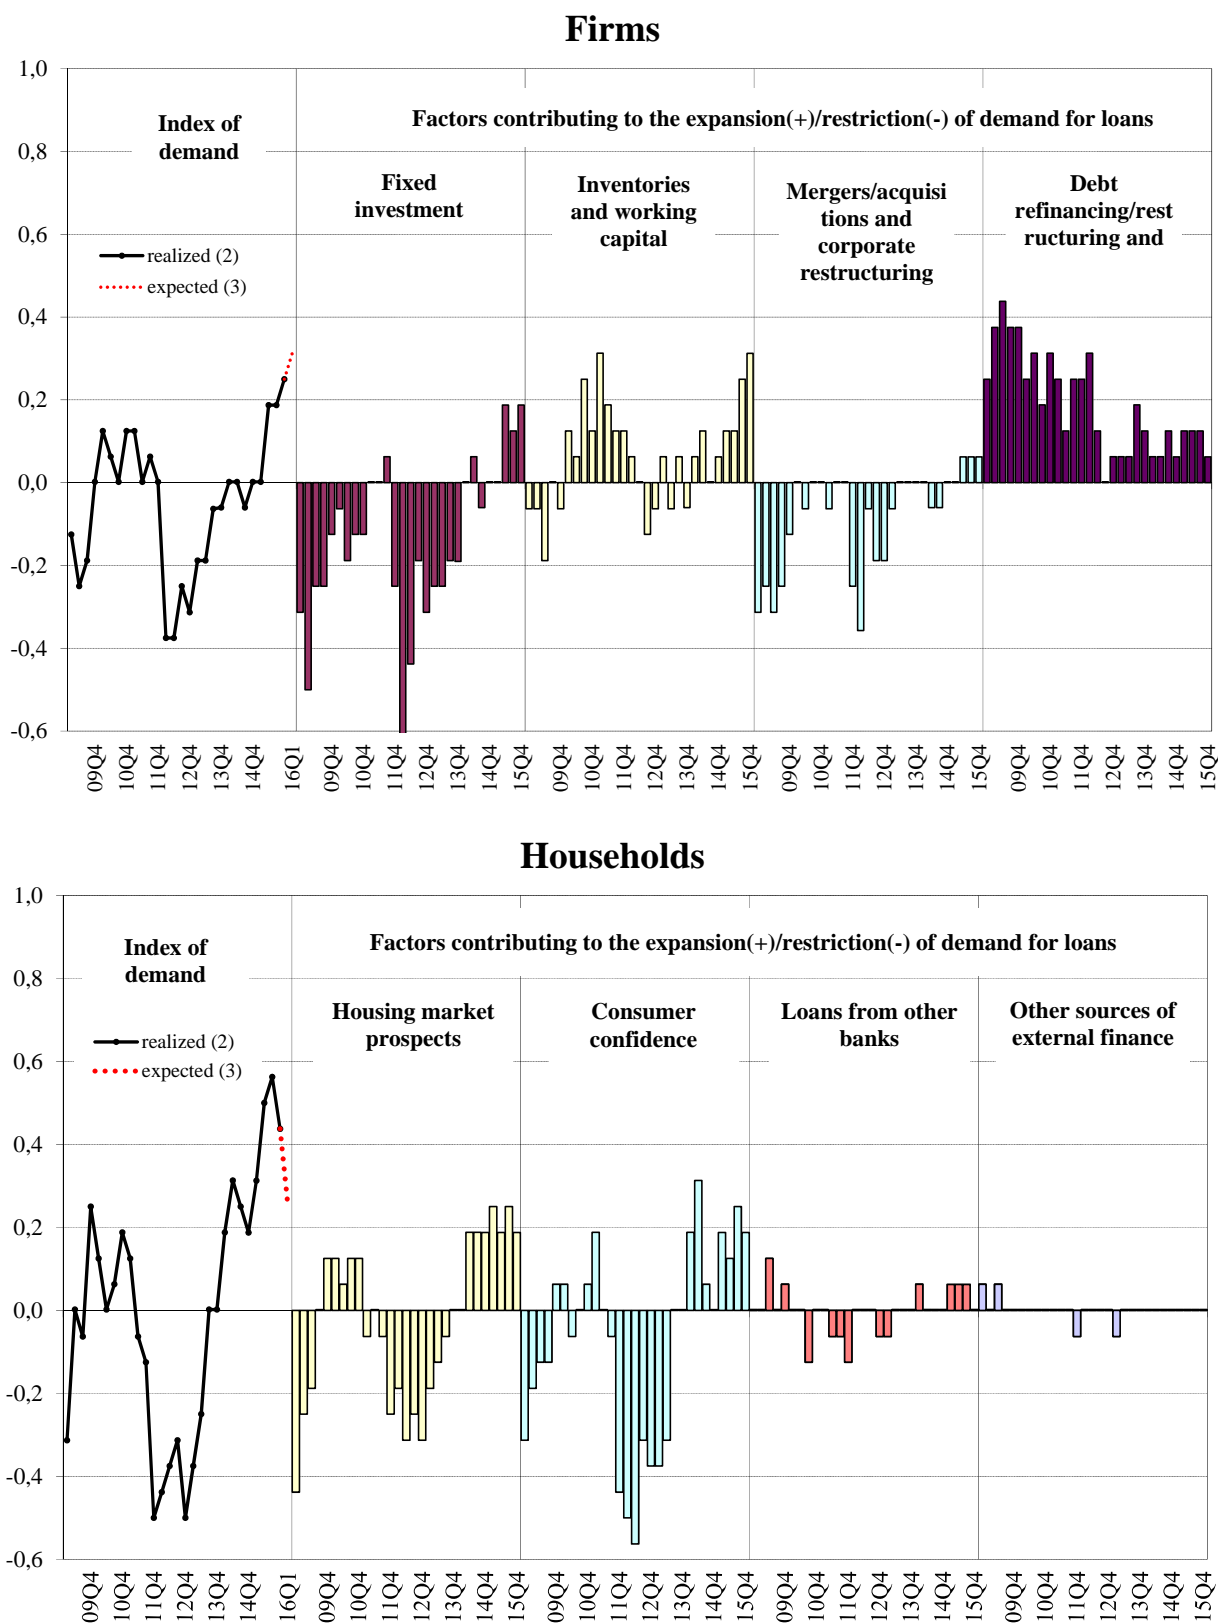 Firms
1,0
0,8
0,6
0,4
0,2
0,0
-0,2
-0,4
-0,6
Index of
demand
realized (2)
expected (3)
Factors contributing to the expansion(+)/restriction(-) of demand for loans
Fixed
investment
Inventories
and working
capital
Mergers/acquisi
tions and
corporate
restructuring
Debt
refinancing/rest
ructuring and
09Q4 10Q4 11Q4 12Q4 13Q4 14Q4 16Q1 09Q4 10Q4 11Q4 12Q4 13Q4 14Q4 15Q4 09Q4 10Q4 11Q4 12Q4 13Q4 14Q4 15Q4 09Q4 10Q4 11Q4 12Q4 13Q4 14Q4 15Q4 09Q4 10Q4 11Q4 12Q4 13Q4 14Q4 15Q4
Households
1,0
0,8
0,6
0,4
0,2
0,0
-0,2
-0,4
-0,6
Index of
demand
realized (2)
expected (3)
Factors contributing to the expansion(+)/restriction(-) of demand for loans
Housing market
prospects
Consumer
confidence
Loans from other
banks
Other sources of
external finance
09Q4 10Q4 11Q4 12Q4 13Q4 14Q4 16Q1 09Q4 10Q4 11Q4 12Q4 13Q4 14Q4 15Q4 09Q4 10Q4 11Q4 12Q4 13Q4 14Q4 15Q4 09Q4 10Q4 11Q4 12Q4 13Q4 14Q4 15Q4 09Q4 10Q4 11Q4 12Q4 13Q4 14Q4 15Q4